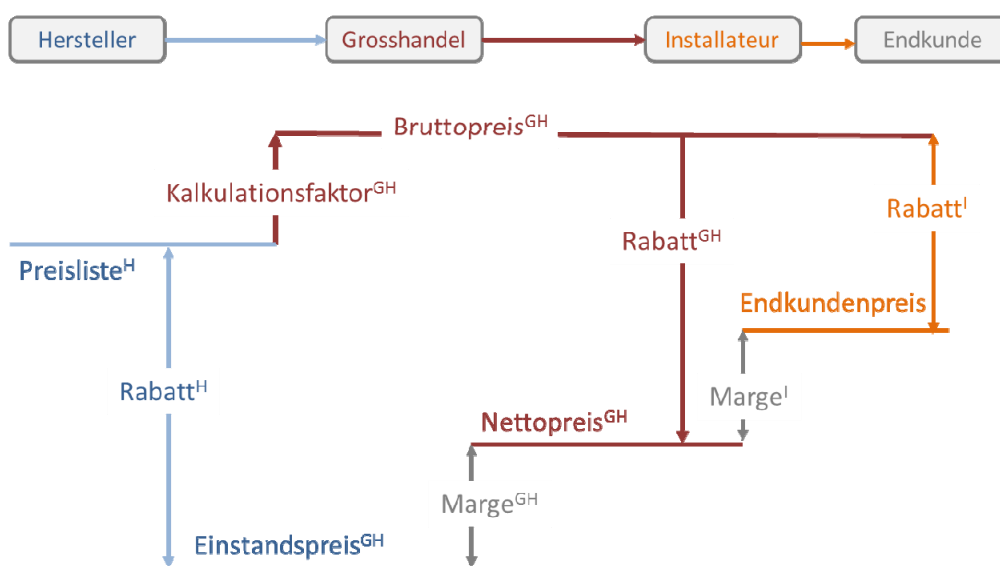 Hersteller
Grosshandel
Installateur
Endkunde
Bruttopreis^GH
Kalkulationsfaktor^GH
Rabatt^I
Rabatt^GH
Preisliste^H
Endkundenpreis
Rabatt^H
Marge^I
Nettopreis^GH
Marge^GH
Einstandspreis^GH